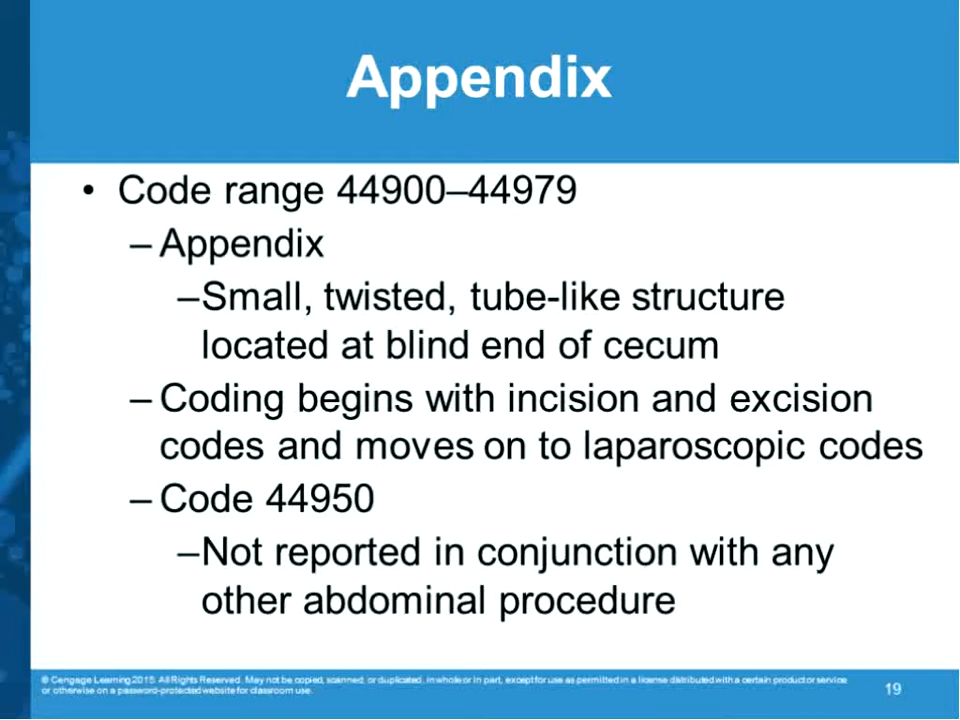 Appendix
• Code range 44900–44979
– Appendix
–Small, twisted, tube-like structure
located at blind end of cecum
– Coding begins with incision and excision
codes and moves on to laparoscopic codes
– Code 44950
–Not reported in conjunction with any
other abdominal procedure
© Cengage Learning 2015. All Rights Reserved. May not be copied, scanned, or duplicated, in whole or in part, except for use as permitted in a license distributed with a certain product or service
or otherwise on a password-protected website for classroom use.
19